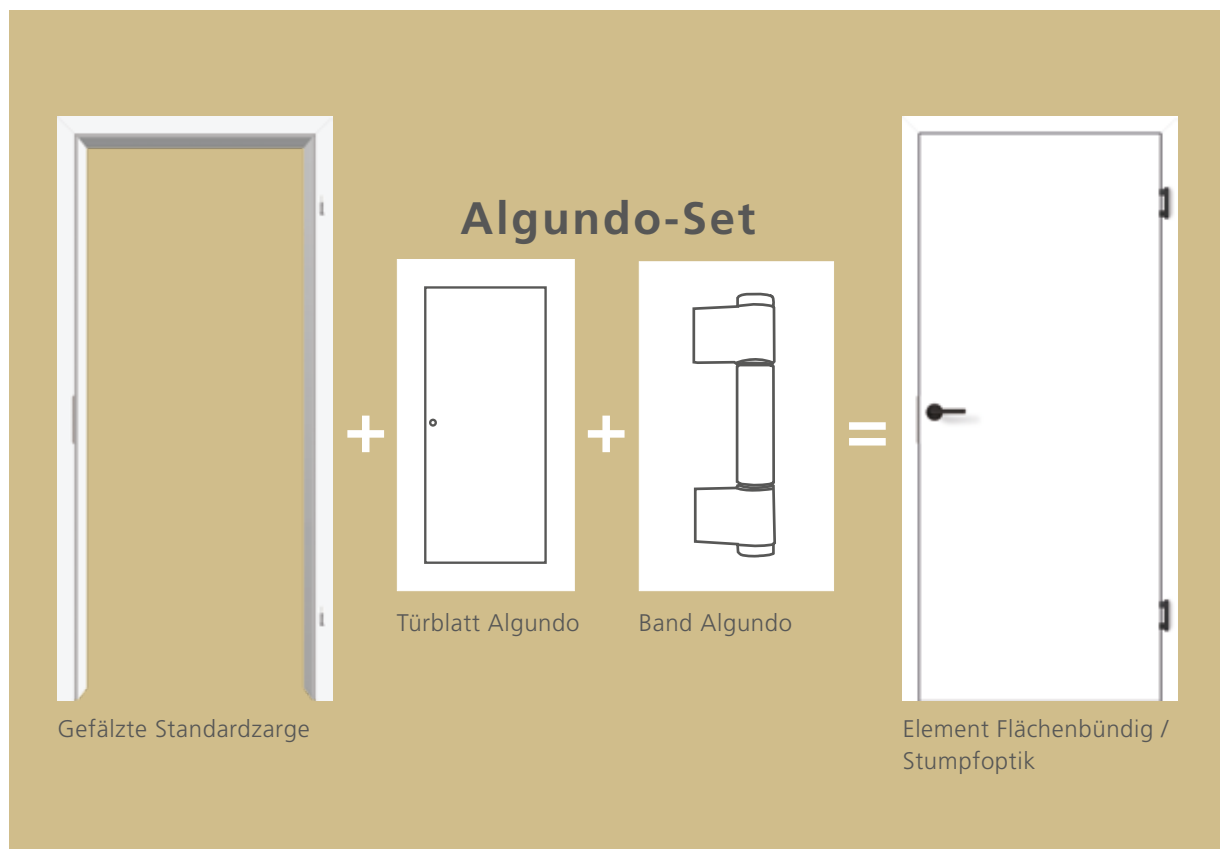 Algundo-Set
+
+
=
Türblatt Algundo
Band Algundo
Gefälzte Standardzarge
Element Flächenbündig /
Stumpfoptik